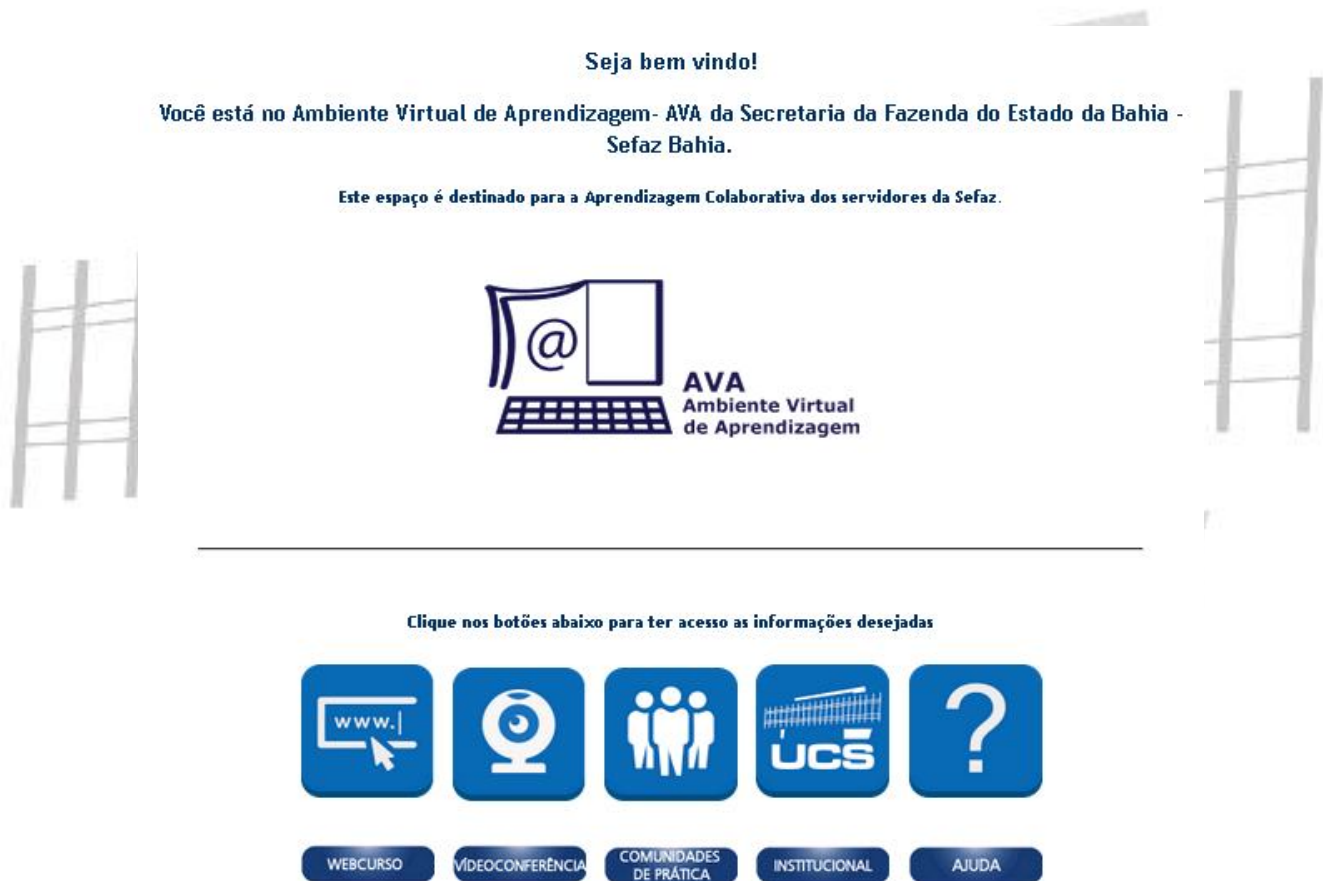 Seja bem vindo!
Você está no Ambiente Virtual de Aprendizagem- AVA da Secretaria da Fazenda do Estado da Bahia -
Sefaz Bahia.
Este espaço é destinado para a Aprendizagem Colaborativa dos servidores da Sefaz.
@
AVA
Ambiente Virtual
de Aprendizagem
Clique nos botões abaixo para ter acesso as informações desejadas
www.|
UCS
?
WEBCURSO
VÍDEOCONFERÊNCIA
COMUNIDADES
DE PRÁTICA
INSTITUCIONAL
AJUDA